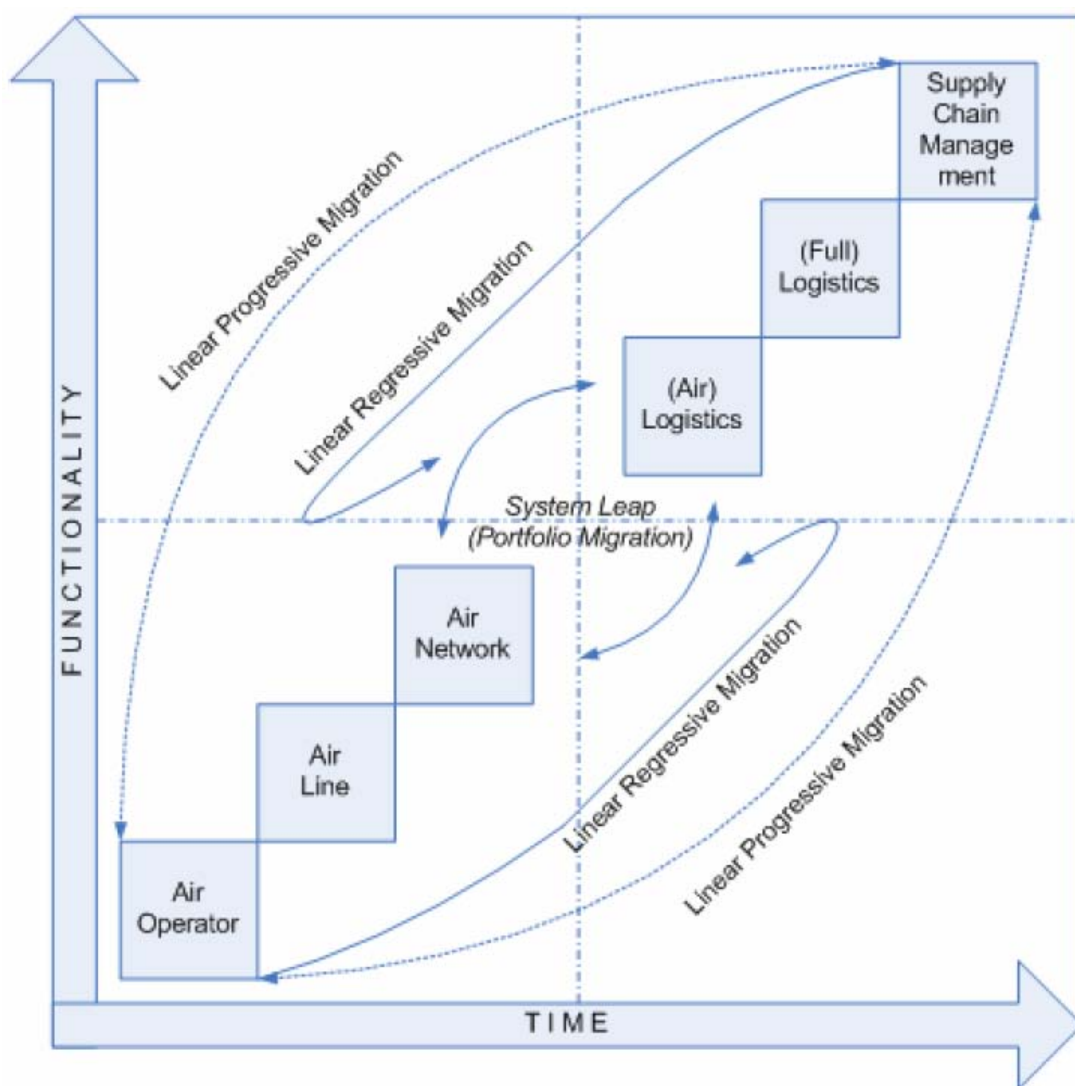 Supply
Chain
Manage
ment
Linear Progressive Migration
Linear Regressive Migration
(Full)
Logistics
(Air)
Logistics
FUNCTIONALITY
System Leap
(Portfolio Migration)
Air
Network
Linear Regressive Migration
Linear Progressive Migration
Air
Line
Air
Operator
TIME